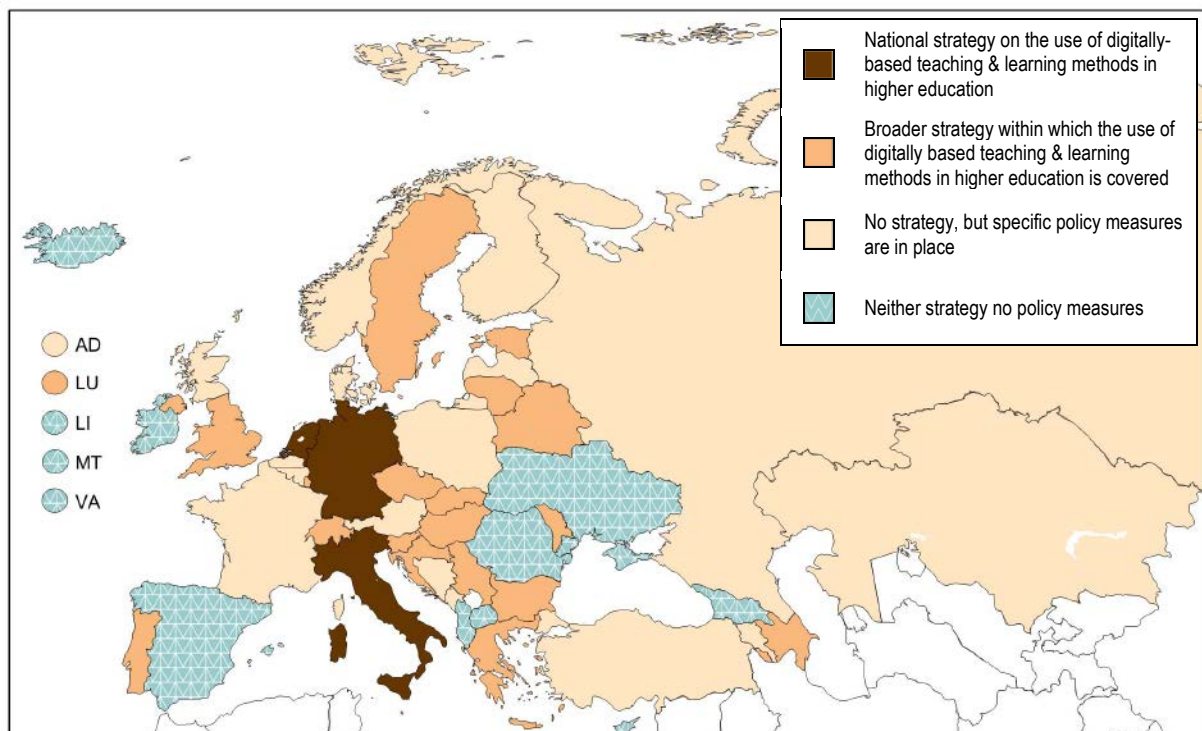 National strategy on the use of digitally-
based teaching & learning methods in
higher education
Broader strategy within which the use of
digitally based teaching & learning
methods in higher education is covered
No strategy, but specific policy measures
are in place
Neither strategy no policy measures
AD
LU
LI
MT
VA